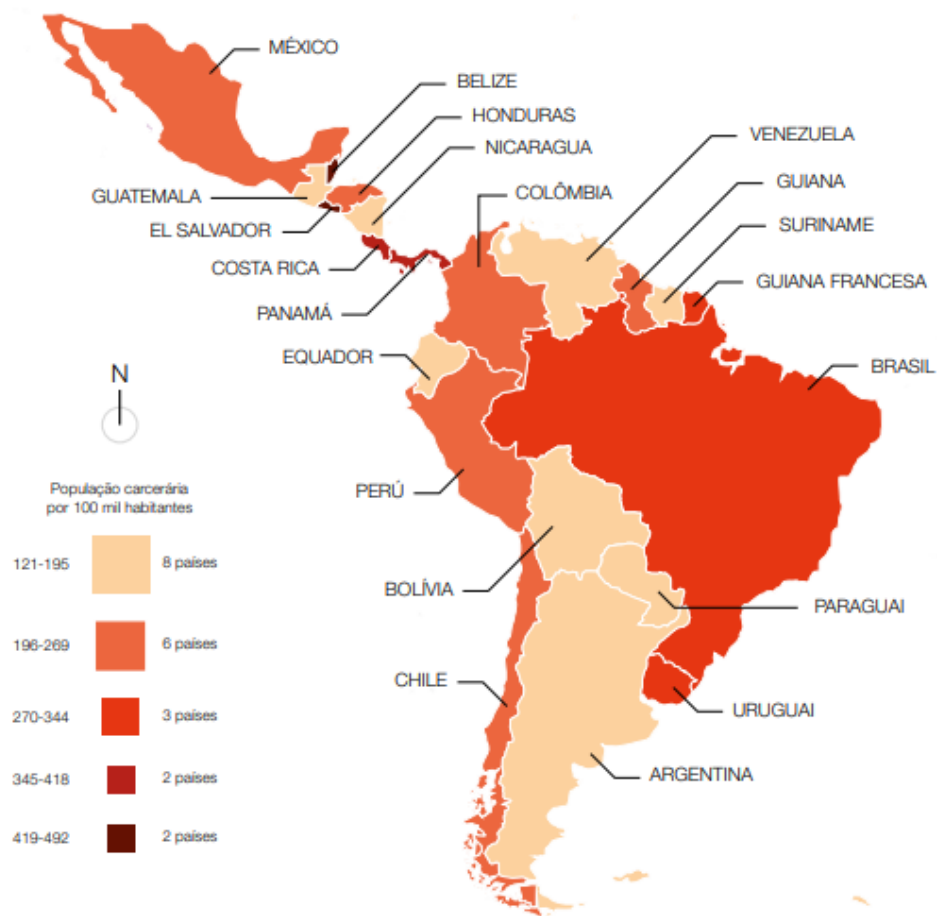 MÉXICO
BELIZE
HONDURAS
NICARAGUA
VENEZUELA
GUATEMALA
COLÔMBIA
GUIANA
EL SALVADOR
SURINAME
COSTA RICA
GUIANA FRANCESA
PANAMÁ
EQUADOR
BRASIL
N
PERÚ
População carcerária
por 100 mil habitantes
121-195 8 países
BOLÍVIA
PARAGUAI
196-269 6 países
CHILE
URUGUAI
270-344 3 países
ARGENTINA
345-418 2 países
419-492 2 países